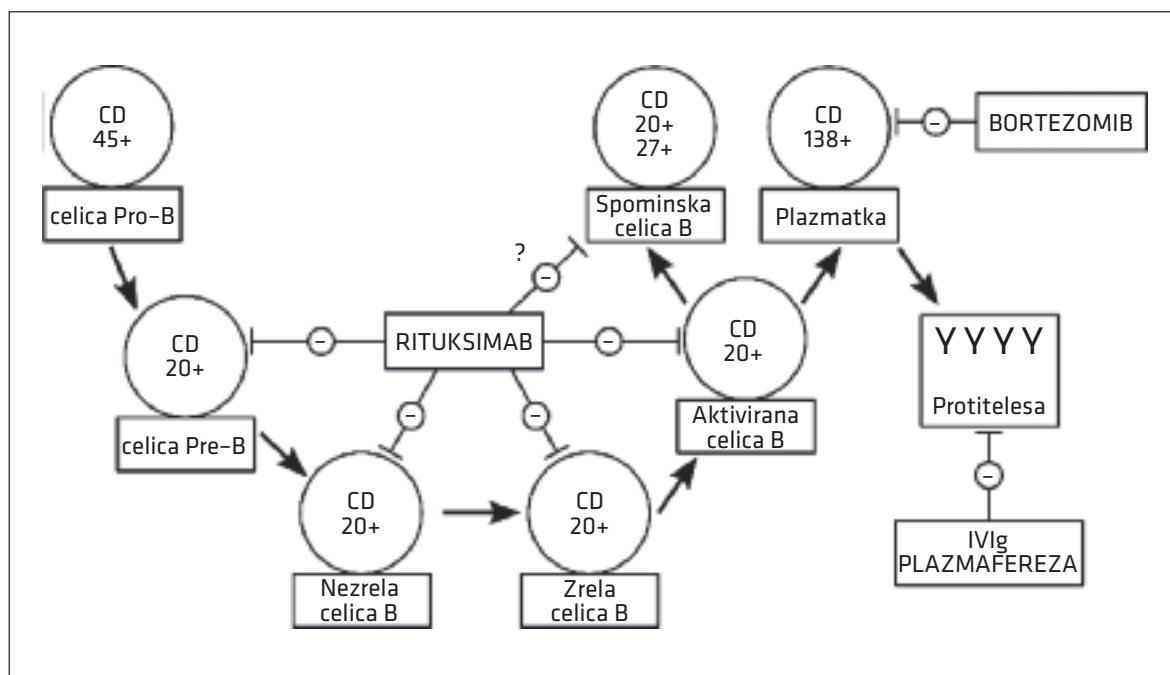 CD
45+
celica Pro-B
CD
20+
27+
Spominska
celica B
CD
138+
Plazmatka
–
BORTEZOMIB
?
–
CD
20+
celica Pre-B
–
RITUKSIMAB
–
CD
20+
Aktivirana
celica B
YYYY
Protitelesa
–
–
CD
20+
Nezrela
celica B
CD
20+
Zrela
celica B
–
IVIg
PLAZMAFEREZA